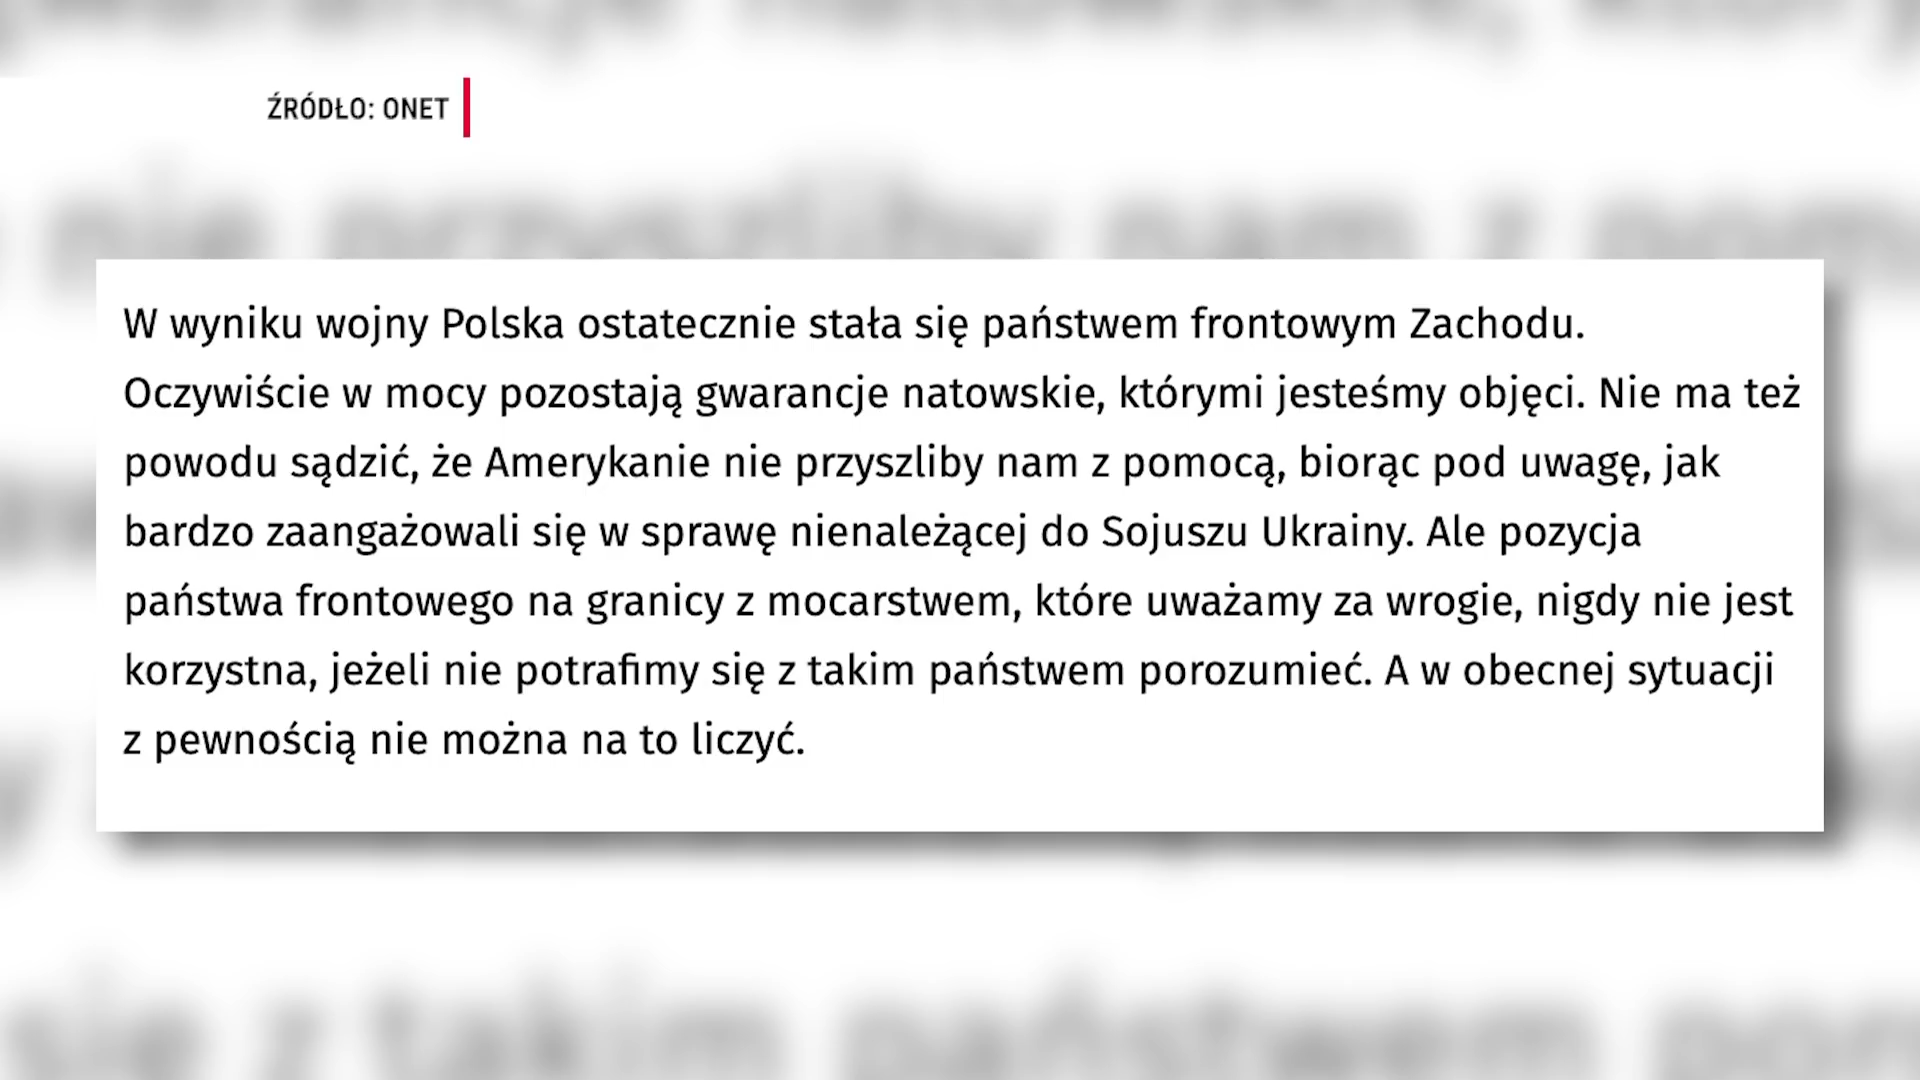 ŹRÓDŁO: ONET
W wyniku wojny Polska ostatecznie stała się państwem frontowym Zachodu.
Oczywiście w mocy pozostają gwarancje natowskie, którymi jesteśmy objęci. Nie ma też
powodu sądzić, że Amerykanie nie przyszliby nam z pomocą, biorąc pod uwagę, jak
bardzo zaangażowali się w sprawę nienależącej do Sojuszu Ukrainy. Ale pozycja
państwa frontowego na granicy z mocarstwem, które uważamy za wrogie, nigdy nie jest
korzystna, jeżeli nie potrafimy się z takim państwem porozumieć. A w obecnej sytuacji
z pewnością nie można na to liczyć.